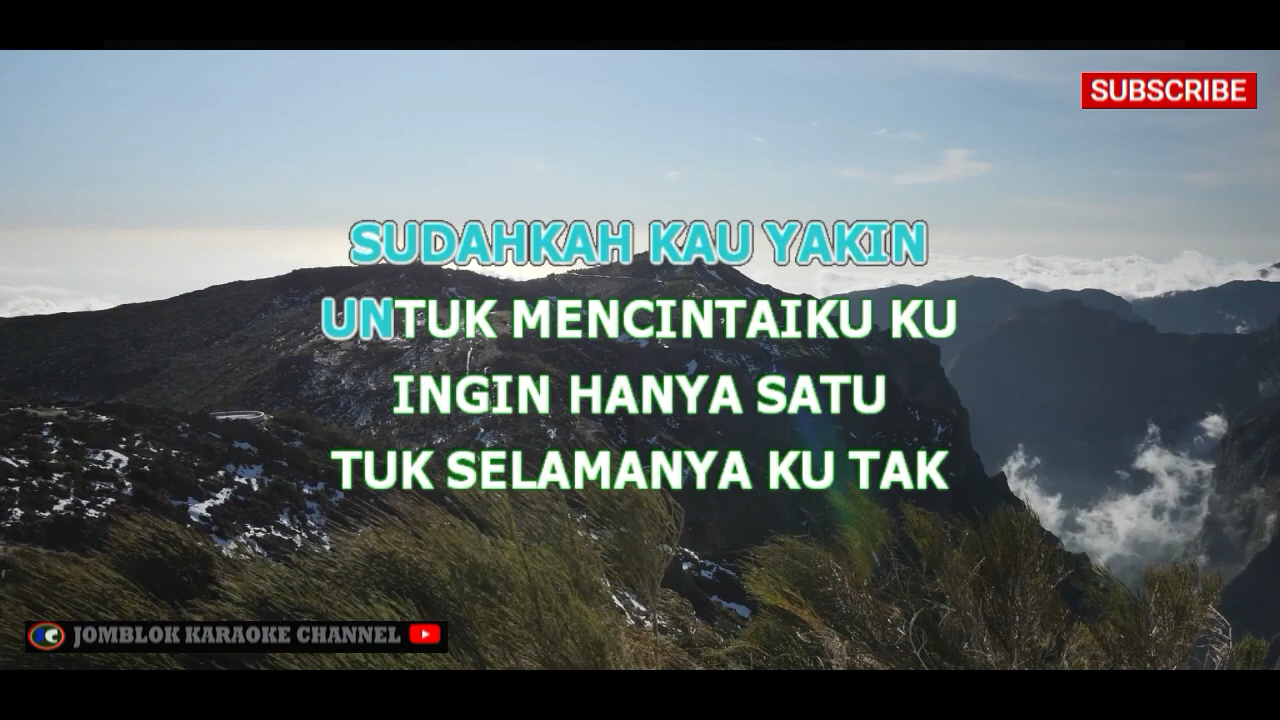 SUBSCRIBE
SUDAHKAH KAU YAKIN
UNTUK MENCINTAIKU KU
INGIN HANYA SATU
TUK SELAMANYA KU TAK
JOMBLOK KARAOKE CHANNEL